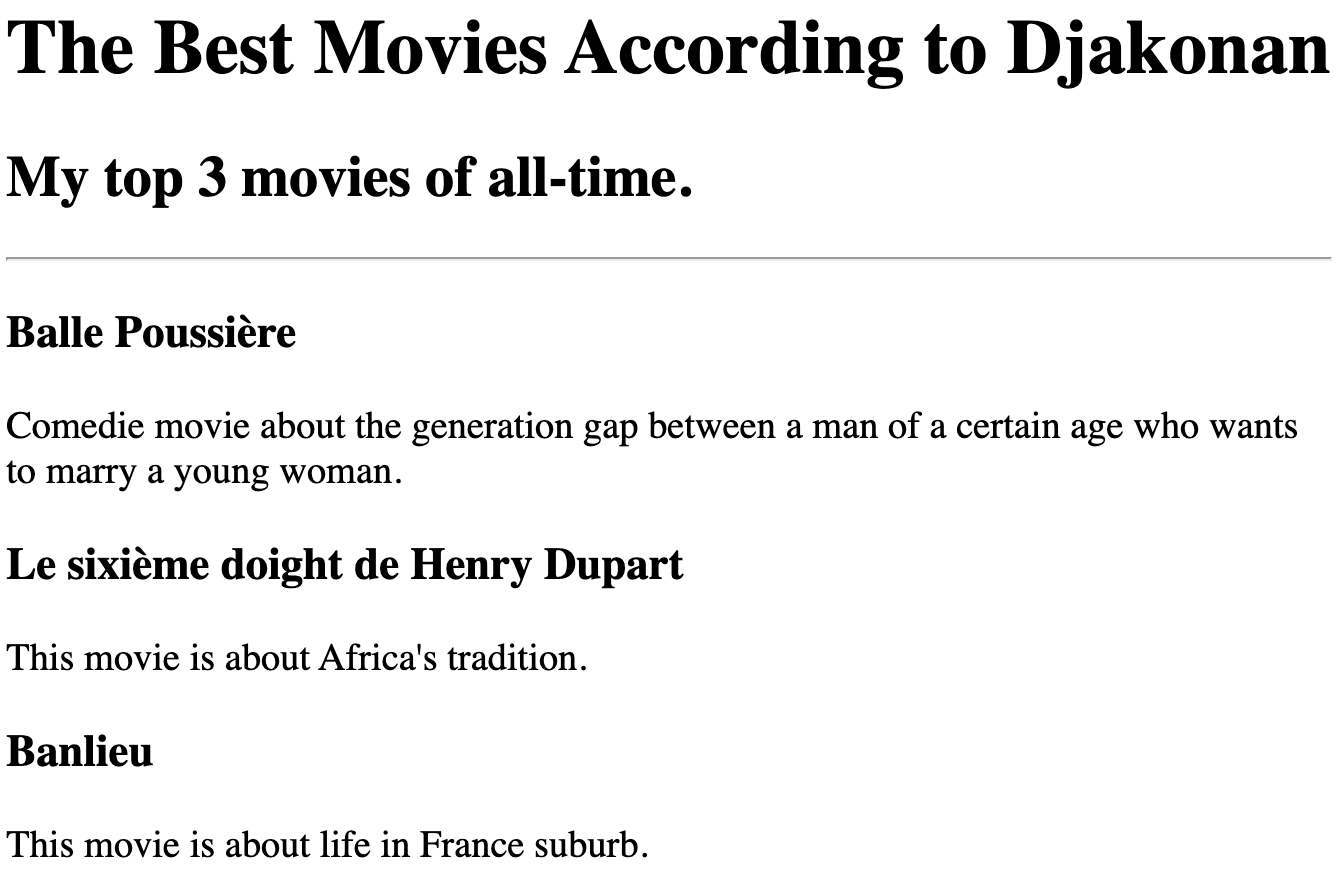 The Best Movies According to Djakonan
My top 3 movies of all-time.
Balle Poussière
Comedie movie about the generation gap between a man of a certain age who wants
to marry a young woman.
Le sixième doight de Henry Dupart
This movie is about Africa's tradition.
Banlieu
This movie is about life in France suburb.